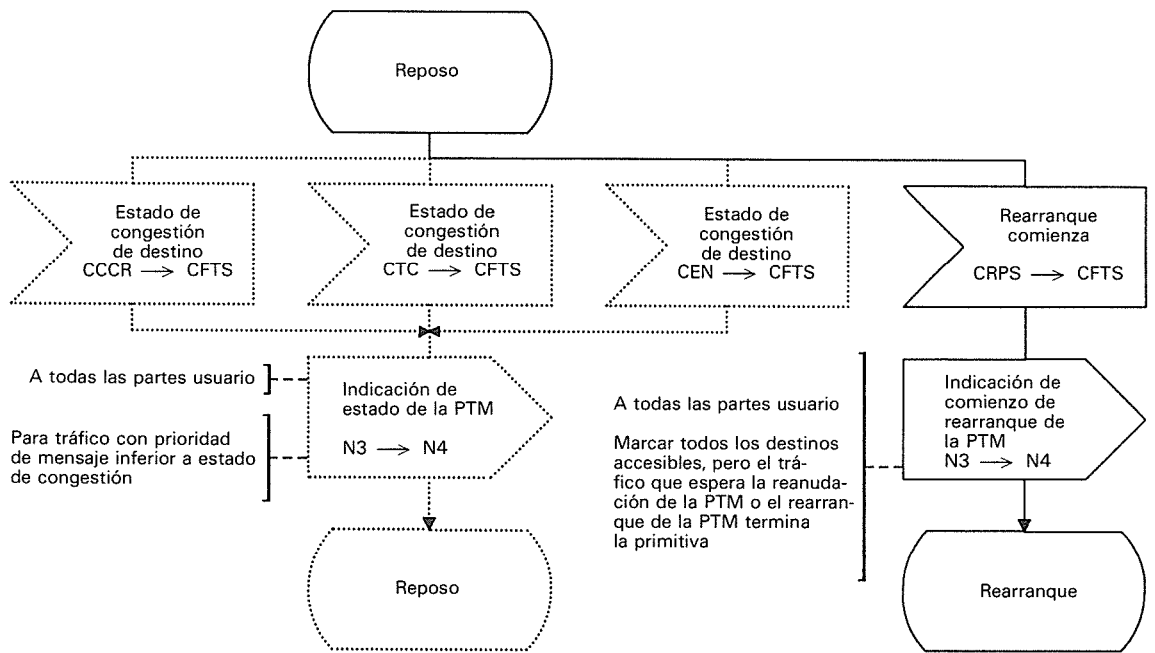 Reposo
Estado de
congestión
de destino
CCCR → CFTS
Estado de
congestión
de destino
CTC → CFTS
Estado de
congestión
de destino
CEN → CFTS
Rearranque
comienza
CRPS → CFTS
A todas las partes usuario
Para tráfico con prioridad
de mensaje inferior a estado
de congestión
Indicación de
estado de la PTM
N3 → N4
A todas las partes usuario
Marcar todos los destinos
accesibles, pero el trá-
fico que espera la reanuda-
ción de la PTM o el rearran-
que de la PTM termina
la primitiva
Indicación de
comienzo de
rearranque de
la PTM
N3 → N4
Reposo
Rearranque